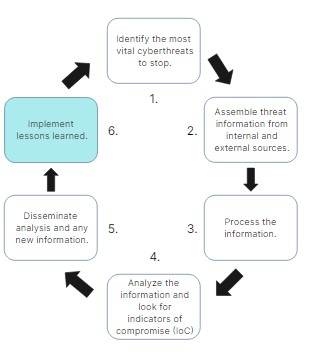 Identify the most
vital cyberthreats
to stop.
1.
Assemble threat
information from
internal and
external sources.
2.
Process the
information.
3.
Analyze the
information and
look for
indicators of
compromise (IoC)
4.
Disseminate
analysis and any
new information.
5.
Implement
lessons learned.
6.